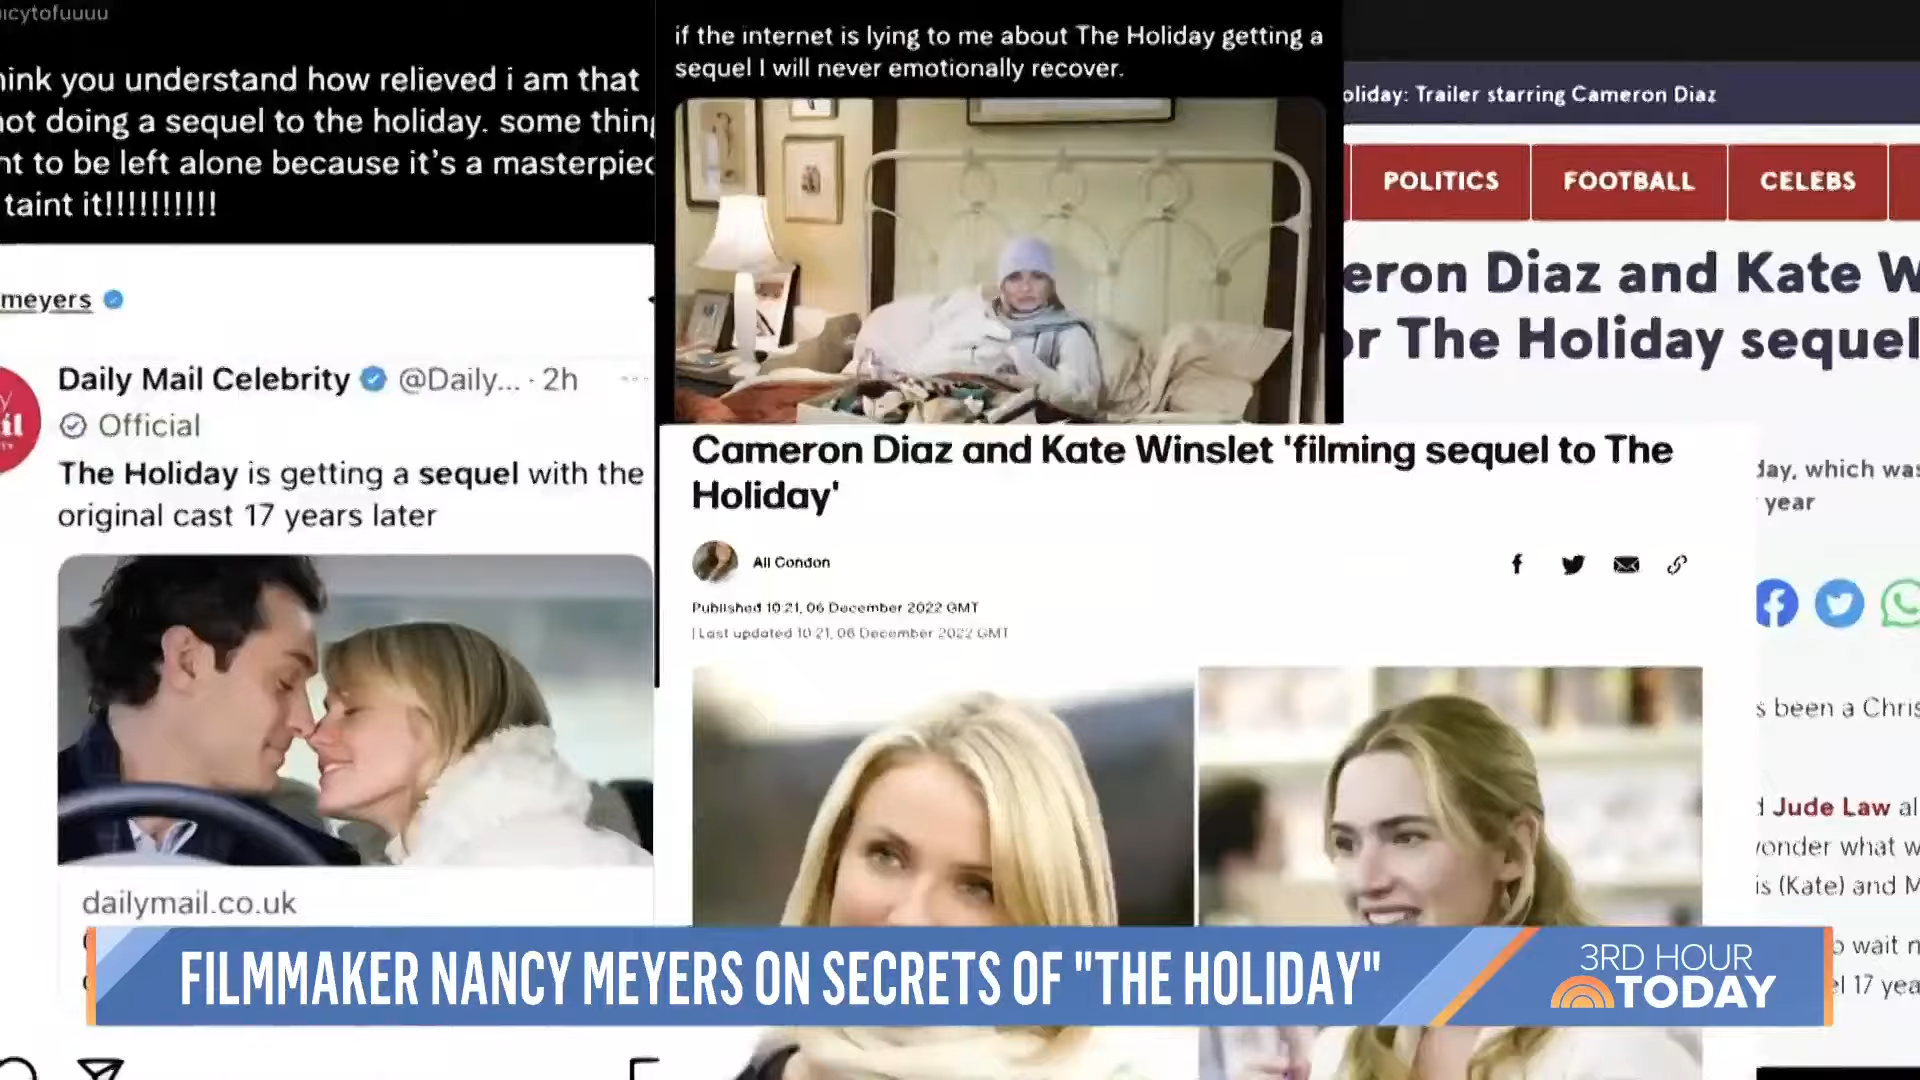 icytofuuuu
hink you understand how relieved i am that
not doing a sequel to the holiday. some thing
nt to be left alone because it's a masterpiec
taint it!!!!!!!!!!
meyers
Daily Mail Celebrity @Daily... · 2h
Official
The Holiday is getting a sequel with the
original cast 17 years later
dailymail.co.uk
if the internet is lying to me about The Holiday getting a
sequel I will never emotionally recover.
Cameron Diaz and Kate Winslet 'filming sequel to The
Holiday'
Ali Condon
Published 10:21, 06 December 2022 GMT
| Last updated 10:21, 06 December 2022 GMT
oliday: Trailer starring Cameron Diaz
POLITICS
FOOTBALL
CELEBS
eron Diaz and Kate W
or The Holiday sequel
day, which was
year
s been a Chris
d Jude Law al
wonder what w
is (Kate) and M
o wait n
el 17 yea
FILMMAKER NANCY MEYERS ON SECRETS OF "THE HOLIDAY"
3RD HOUR
TODAY